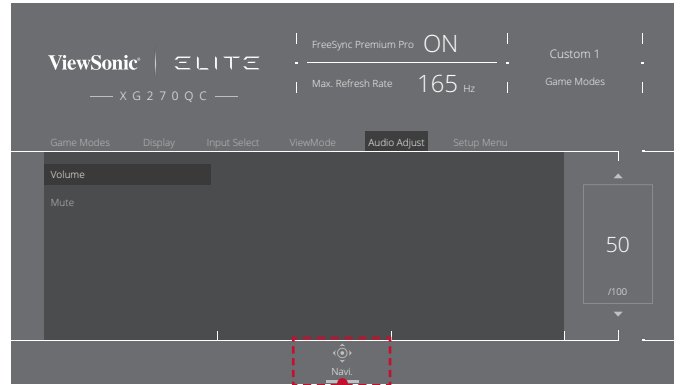 ViewSonic ELITE
XG270QC
FreeSync Premium Pro ON
Max. Refresh Rate 165 Hz
Custom 1
Game Modes
Game Modes Display Input Select ViewMode Audio Adjust Setup Menu
Volume
Mute
50
/100
Navi.